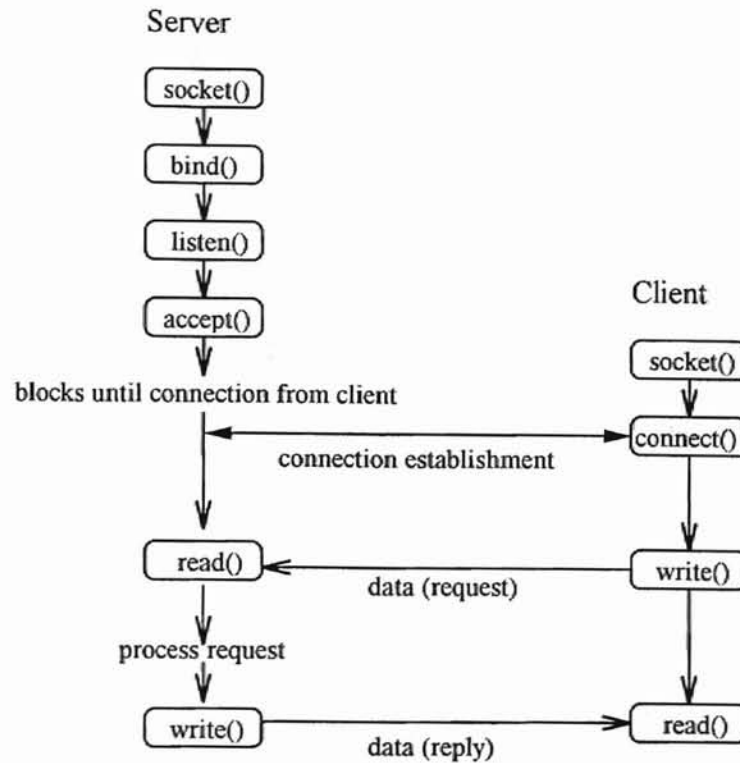 Server
socket()
bind()
listen()
accept()
blocks until connection from client
Client
socket()
connect()
connection establishment
read()
write()
data (request)
process request
write()
read()
data (reply)